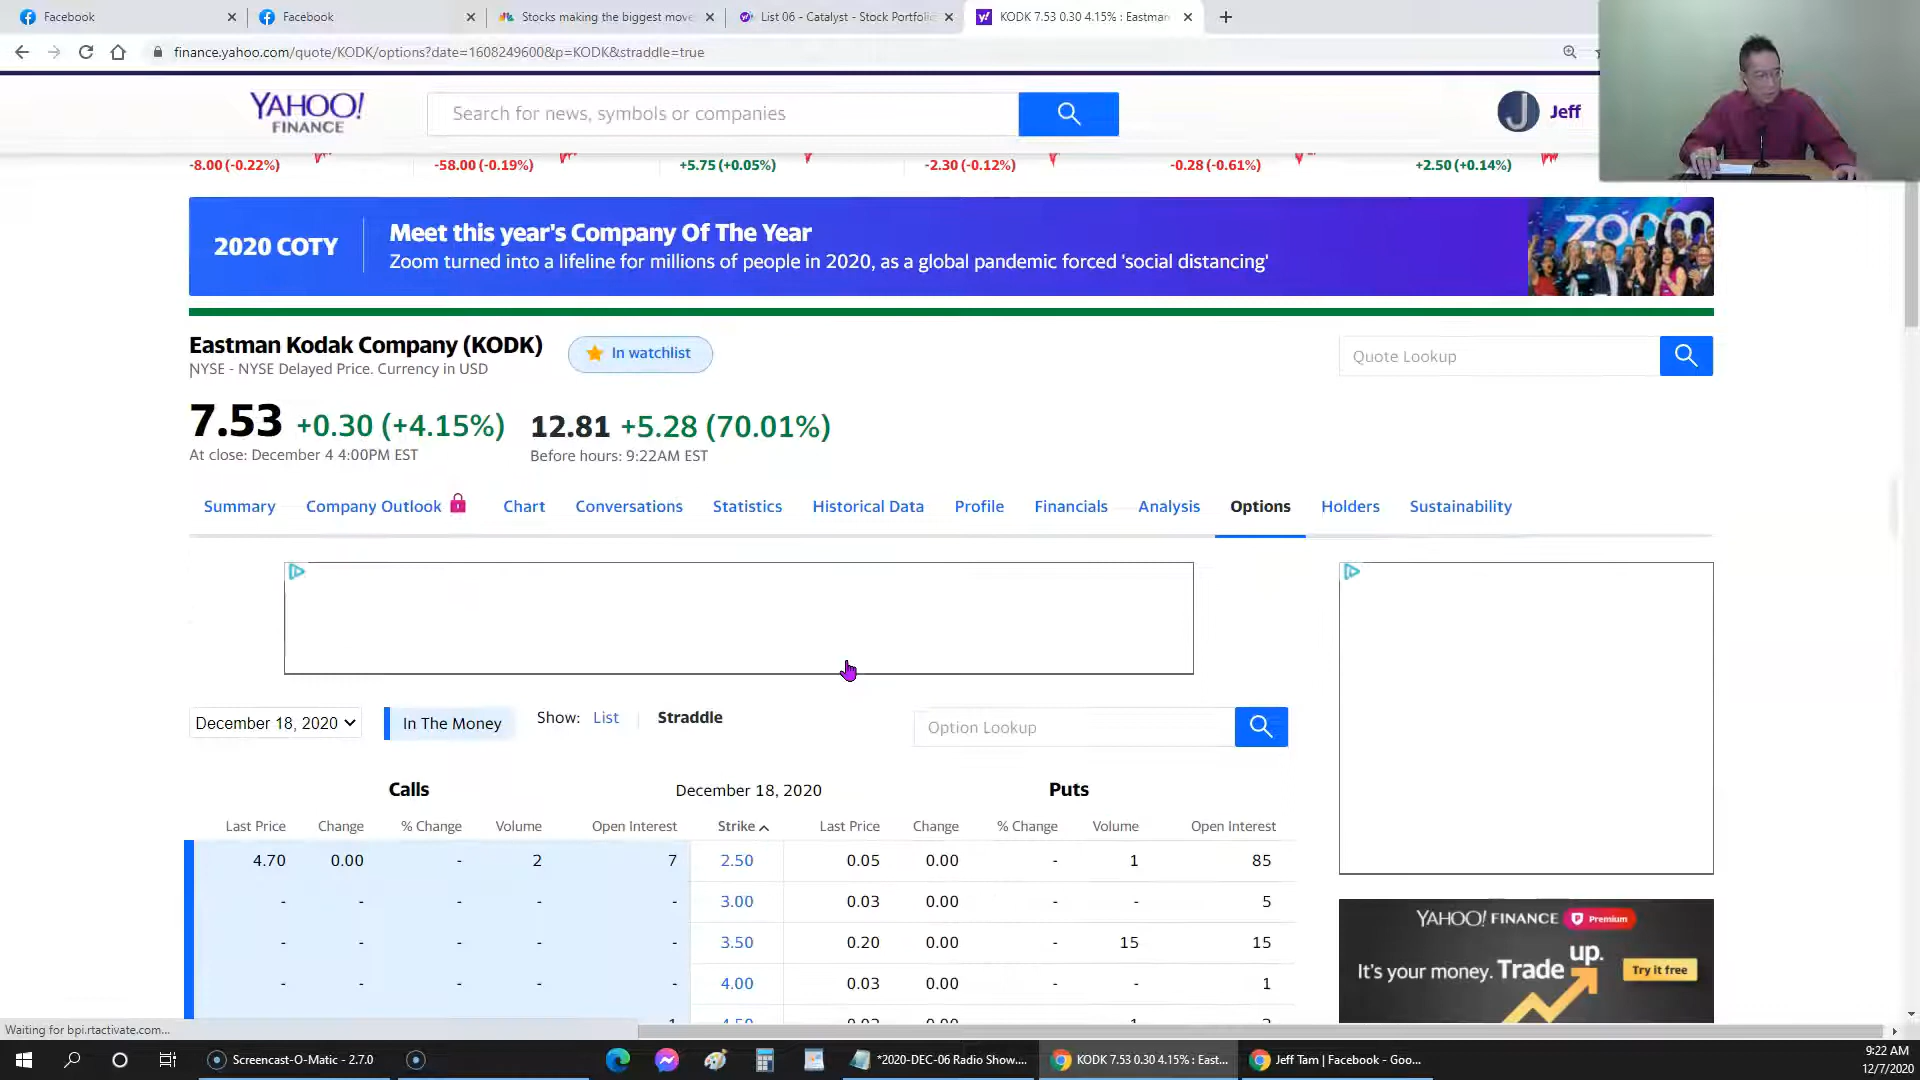 Facebook
Facebook
Stocks making the biggest move
List 06 - Catalyst - Stock Portfolio
KODK 7.53 0.30 4.15% : Eastman
finance.yahoo.com/quote/KODK/options?date=1608249600&p=KODK&straddle=true
YAHOO!
FINANCE
Search for news, symbols or companies
J
Jeff
-8.00 (-0.22%)
-58.00 (-0.19%)
+5.75 (+0.05%)
-2.30 (-0.12%)
-0.28 (-0.61%)
+2.50 (+0.14%)
2020 COTY
Meet this year's Company Of The Year
Zoom turned into a lifeline for millions of people in 2020, as a global pandemic forced 'social distancing'
zoom
Eastman Kodak Company (KODK)
In watchlist
NYSE - NYSE Delayed Price. Currency in USD
Quote Lookup
7.53 +0.30 (+4.15%)
12.81 +5.28 (70.01%)
At close: December 4 4:00PM EST
Before hours: 9:22AM EST
Summary Company Outlook Chart Conversations Statistics Historical Data Profile Financials Analysis Options Holders Sustainability
December 18, 2020
In The Money
Show: List Straddle
Option Lookup
Calls December 18, 2020 Puts
Last Price Change % Change Volume Open Interest Strike Last Price Change % Change Volume Open Interest
4.70 0.00 - 2 7 2.50 0.05 0.00 - 1 85
- - - - - 3.00 0.03 0.00 - - 5
- - - - - 3.50 0.20 0.00 - 15 15
- - - - - 4.00 0.03 0.00 - - 1
YAHOO! FINANCE Premium
It's your money. Trade up.
Try it free
Waiting for bpi.rtactivate.com...
Screencast-O-Matic - 2.7.0
*2020-DEC-06 Radio Show....
KODK 7.53 0.30 4.15% : East...
Jeff Tam | Facebook - Goo...
9:22 AM
12/7/2020